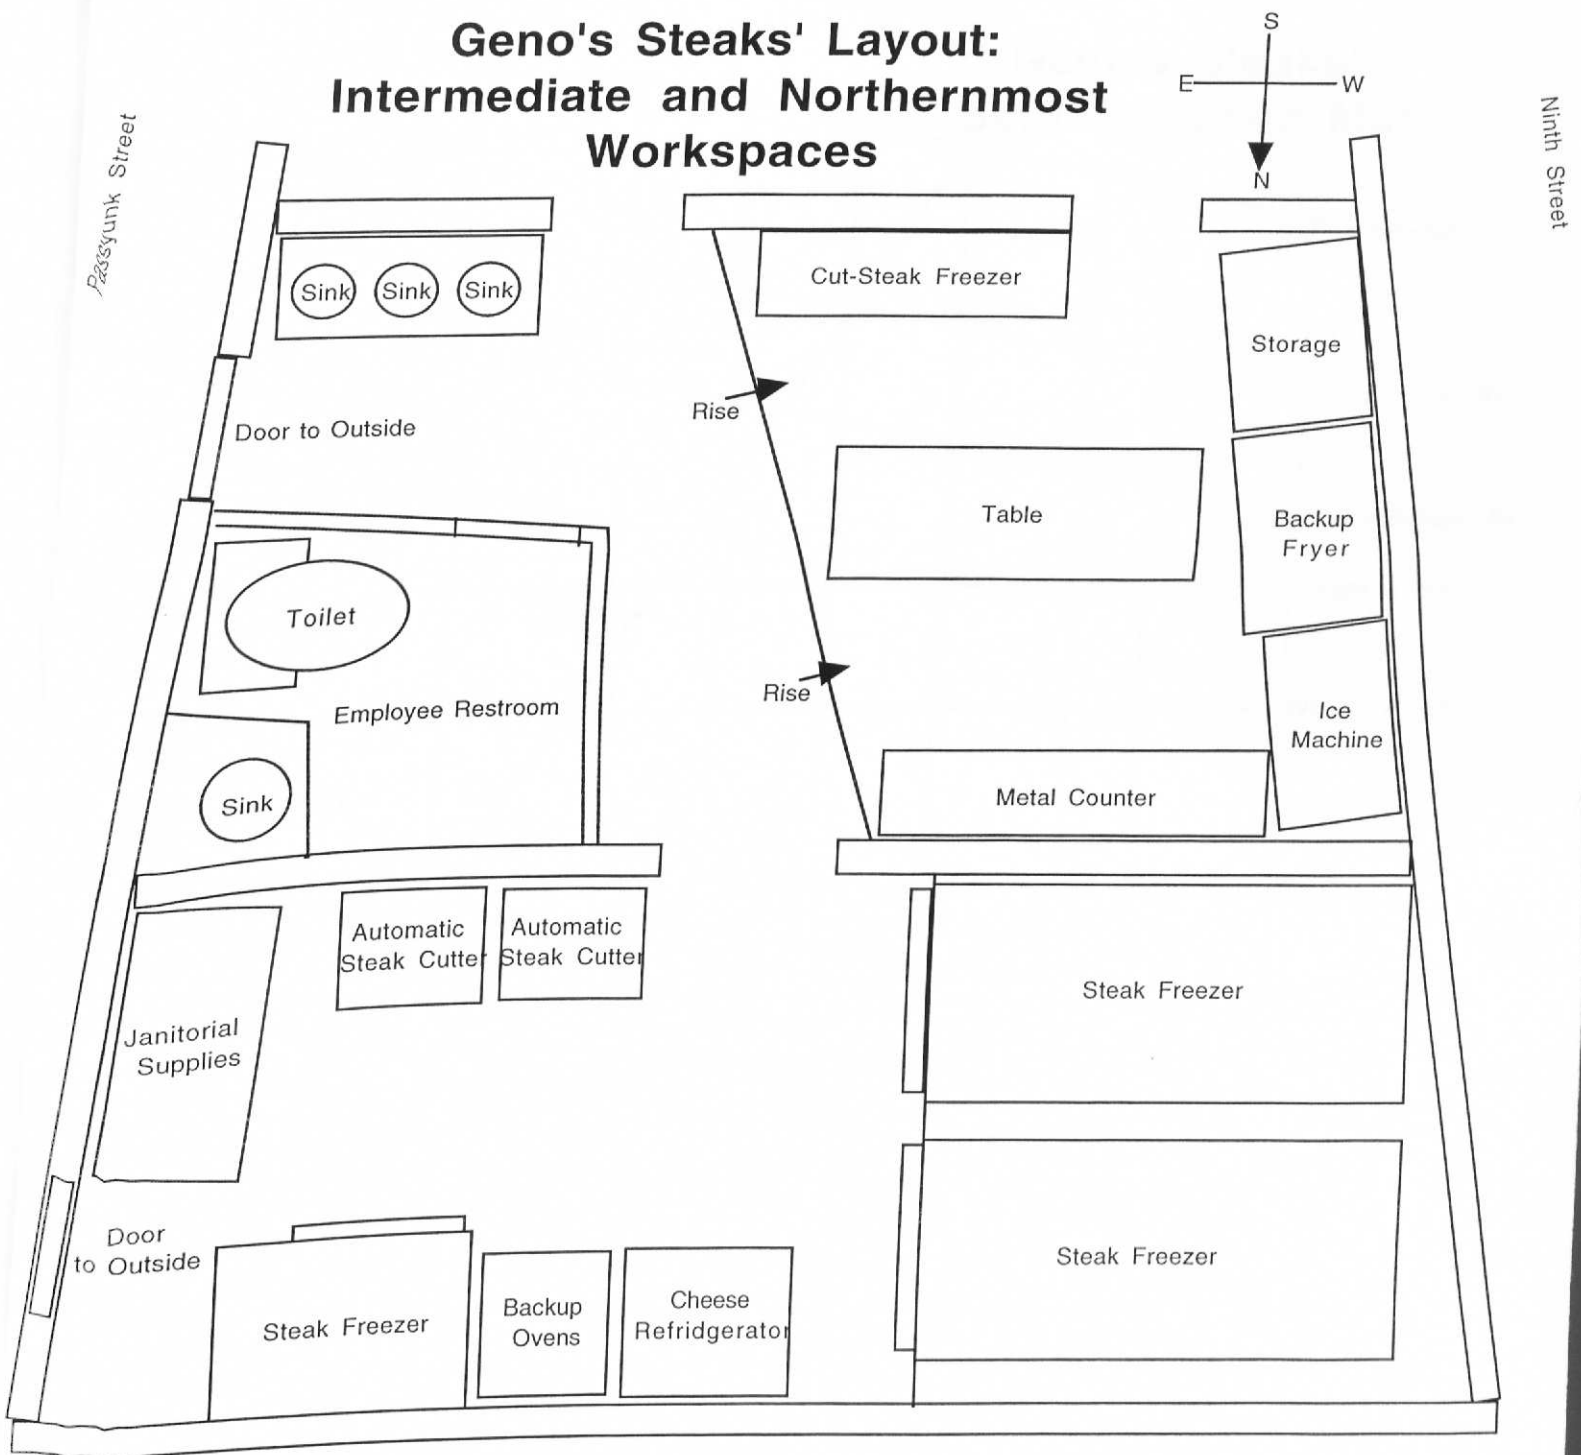 Geno's Steaks' Layout:
Intermediate and Northernmost
Workspaces
S
E
W
N
Passyunk Street
Ninth Street
Sink
Sink
Sink
Cut-Steak Freezer
Storage
Rise
Door to Outside
Table
Backup
Fryer
Toilet
Rise
Employee Restroom
Ice
Machine
Sink
Metal Counter
Automatic
Steak Cutter
Automatic
Steak Cutter
Steak Freezer
Janitorial
Supplies
Door
to Outside
Steak Freezer
Steak Freezer
Backup
Ovens
Cheese
Refridgerator